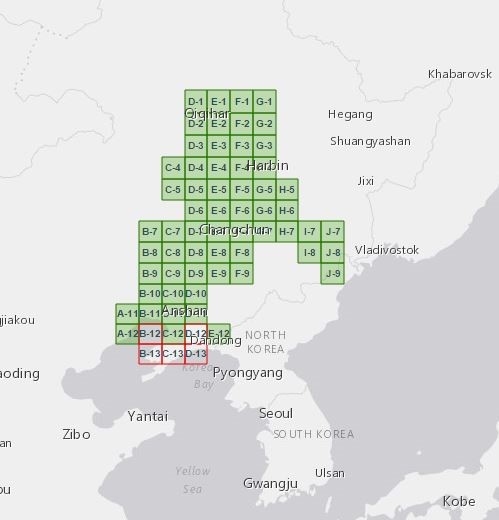 Khabarovsk
D-1 E-1 F-1 G-1
Qiqihar
Hegang
D-2 E-2 F-2 G-2
Shuangyashan
D-3 E-3 F-3 G-3
C-4 D-4 E-4 F-4
Harbin
Jixi
C-5 D-5 E-5 F-5 G-5 H-5
D-6 E-6 F-6 G-6 H-6
B-7 C-7 H-7 I-7 J-7
Changchun
B-8 C-8 D-8 E-8 F-8 I-8 J-8
Vladivostok
B-9 C-9 D-9 E-9 F-9 J-9
B-10 C-10 D-10
A-11 B-11
Anshan
jiakou
A-12 B-12 C-12 D-12 E-12
Dandong
NORTH
KOREA
B-13 C-13 D-13
Korea
Bay
aoding
Pyongyang
Yantai
Seoul
Zibo
SOUTH KOREA
an
Yellow
Sea
Ulsan
Gwangju
ou
Kobe